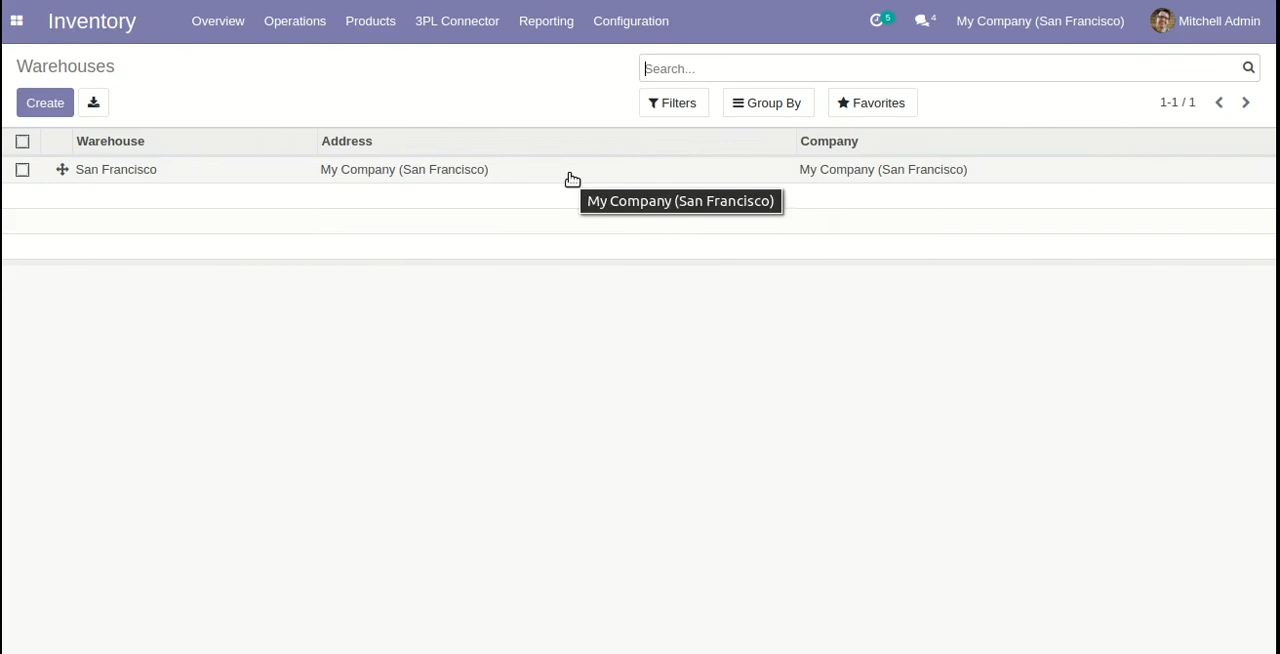 Inventory Overview Operations Products 3PL Connector Reporting Configuration 5 4 My Company (San Francisco) Mitchell Admin
Warehouses Search...
Create Filters Group By Favorites 1-1 / 1
Warehouse Address Company
San Francisco My Company (San Francisco) My Company (San Francisco)
My Company (San Francisco)